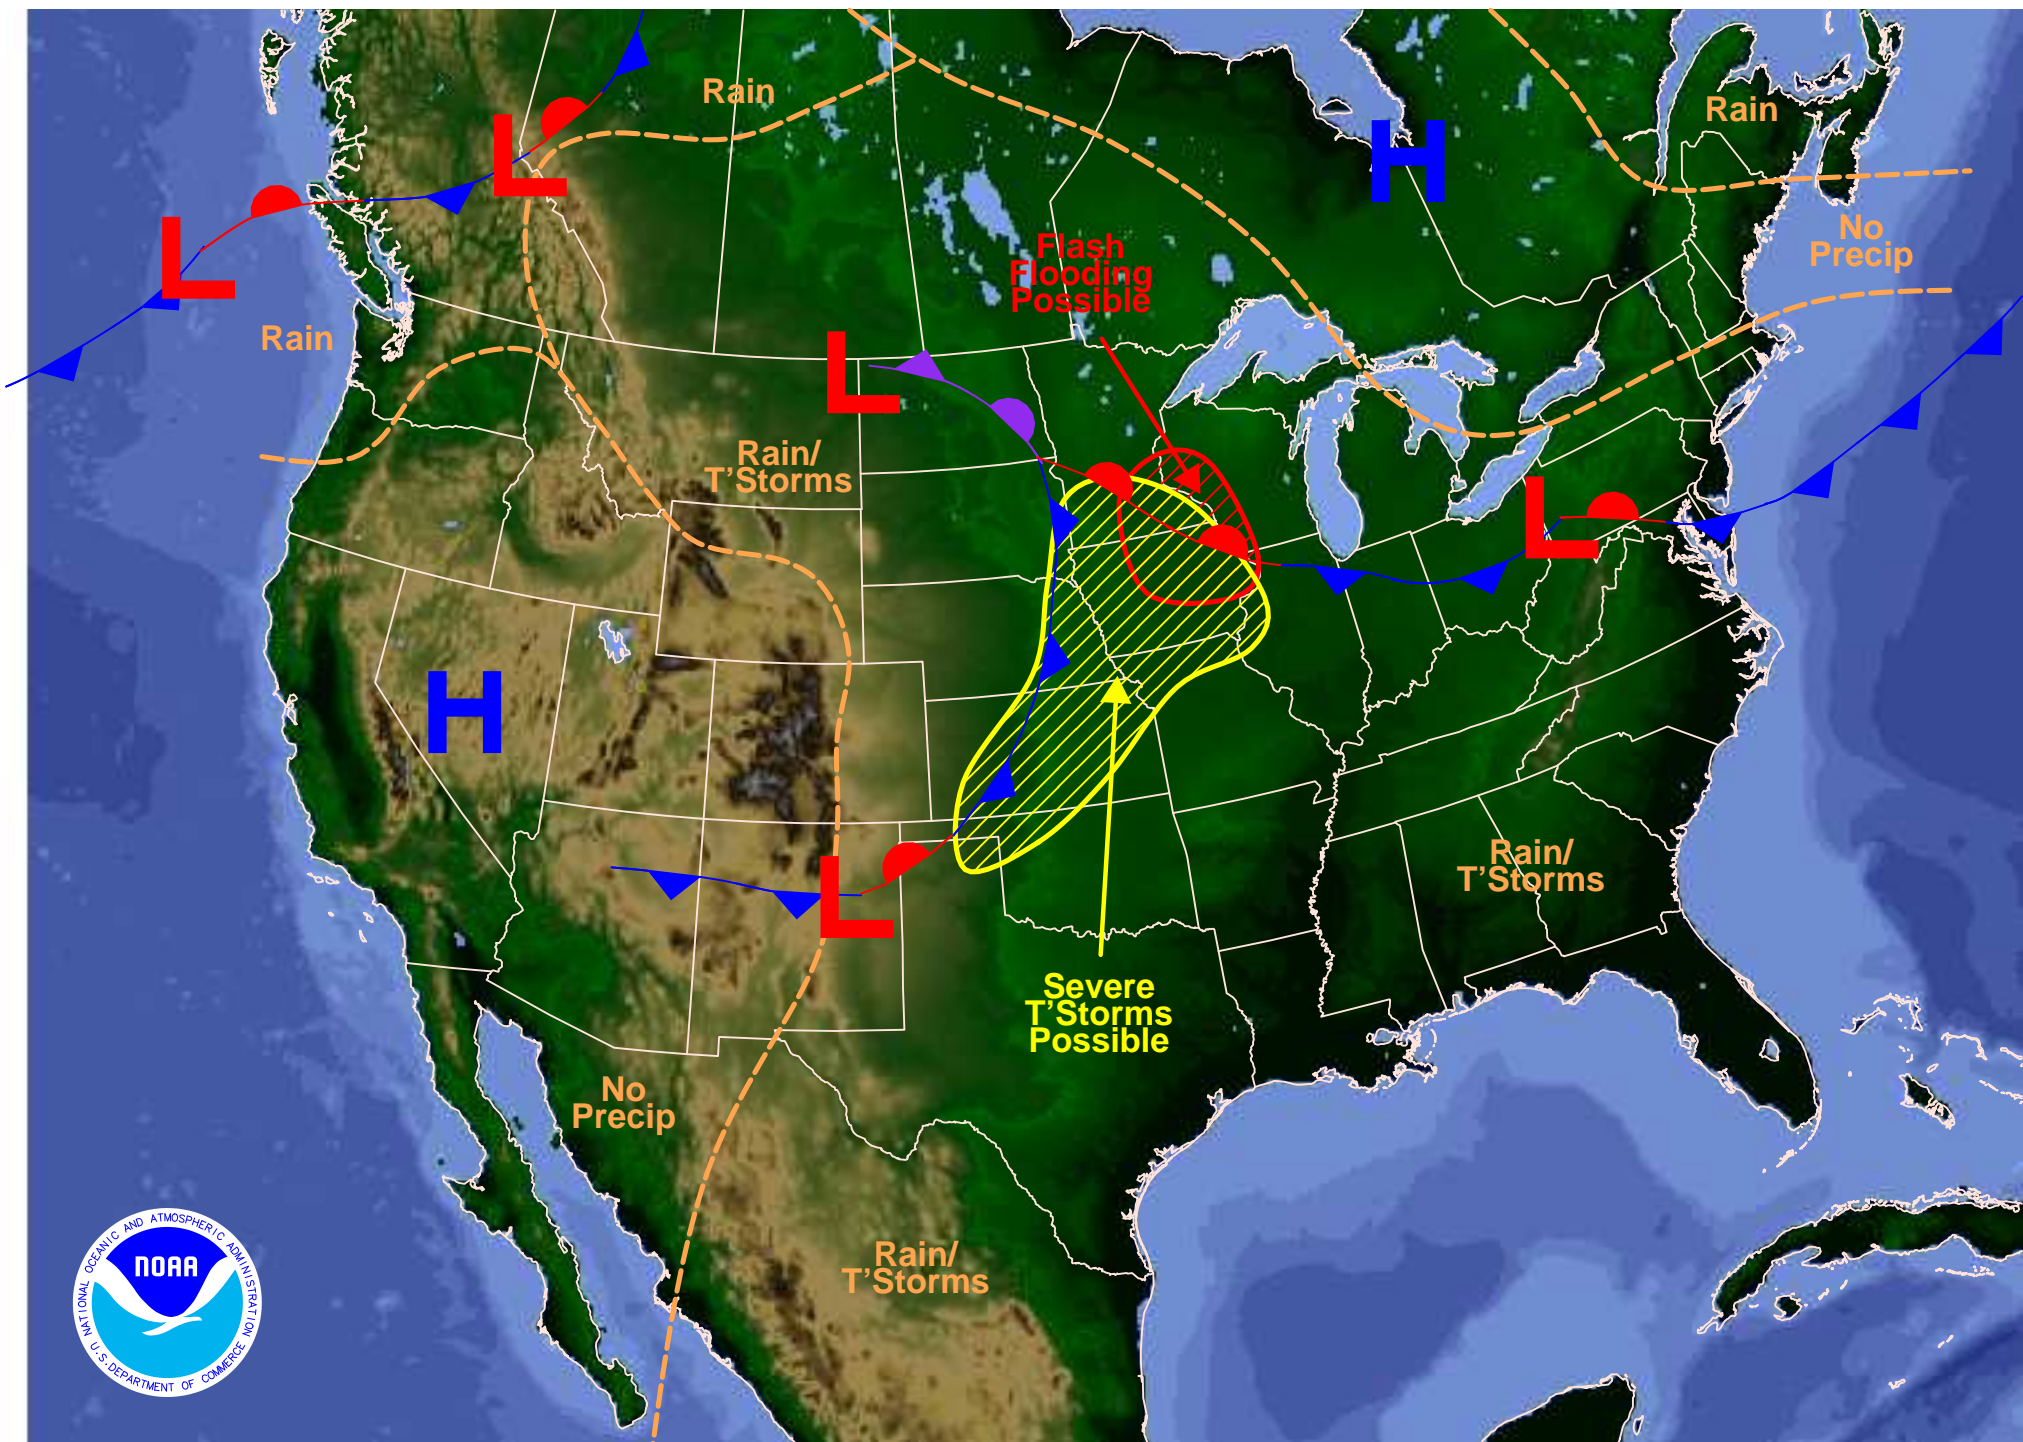 Rain
Rain
L
H
No
Precip
L
Flash
Flooding
Possible
Rain
L
Rain/
T'Storms
L
H
Rain/
T'Storms
L
Severe
T'Storms
Possible
No
Precip
Rain/
T'Storms
NATIONAL OCEANIC AND ATMOSPHERIC ADMINISTRATION
NOAA
U.S. DEPARTMENT OF COMMERCE